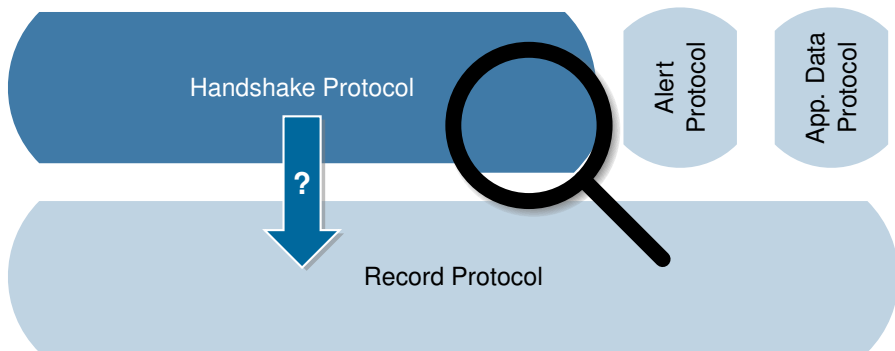 Handshake Protocol
Alert
Protocol
App. Data
Protocol
?
Record Protocol